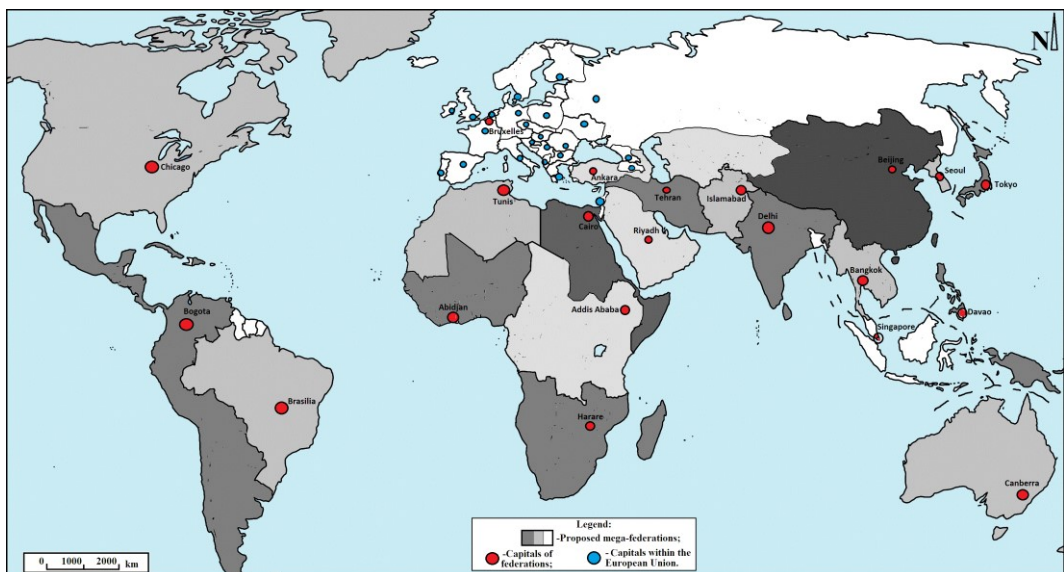 N
Chicago
Bruxelles
Ankara
Beijing
Seoul
Tokyo
Tunis
Tehran
Islamabad
Cairo
Delhi
Riyadh
Bangkok
Abidjan
Addis Ababa
Davao
Bogota
Singapore
Brasilia
Harare
Canberra
Legend:
-Proposed mega-federations;
-Capitals of
federations;
- Capitals within the
European Union.
0 1000 2000
km